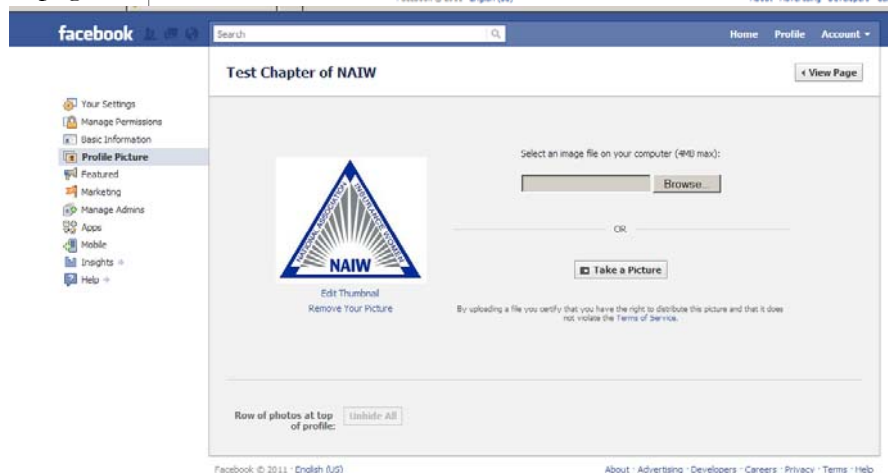 facebook
Search
Home Profile Account
Test Chapter of NAIW
View Page
Your Settings
Manage Permissions
Basic Information
Profile Picture
Featured
Marketing
Manage Admins
Apps
Mobile
Insights
Help
NATIONAL ASSOCIATION
INSURANCE WOMEN
NAIW
Edit Thumbnail
Remove Your Picture
Select an image file on your computer (4MB max):
Browse...
OR
Take a Picture
By uploading a file you certify that you have the right to distribute this picture and that it does
not violate the Terms of Service.
Row of photos at top
of profile:
Unhide All
Facebook © 2011 · English (US)
About · Advertising · Developers · Careers · Privacy · Terms · Help